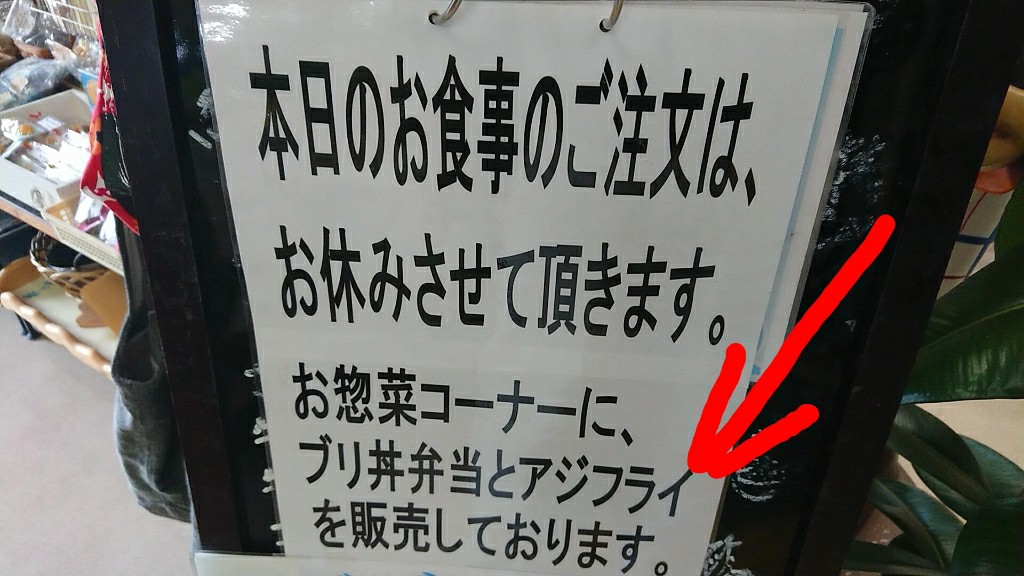 本日のお食事のご注文は、
お休みさせて頂きます。
お惣菜コーナーに、
ブリ丼弁当とアジフライ
を販売しております。